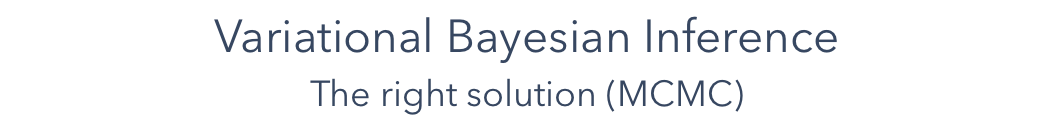 Variational Bayesian Inference
The right solution (MCMC)